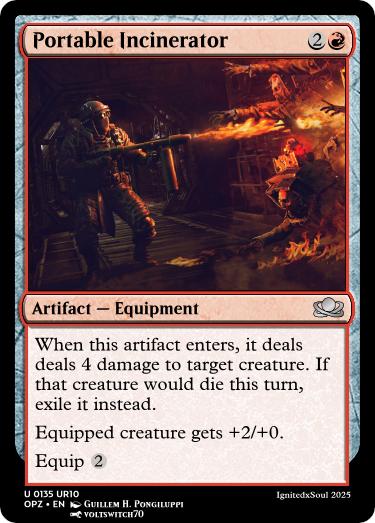 Portable Incinerator 2
Artifact — Equipment
When this artifact enters, it deals
deals 4 damage to target creature. If
that creature would die this turn,
exile it instead.
Equipped creature gets +2/+0.
Equip 2
U 0135 UR10
OPZ • EN Guillem H. Pongiluppi
voltswitch70
IgnitedxSoul 2025